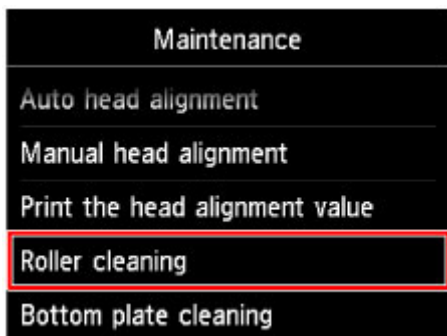 Maintenance
Auto head alignment
Manual head alignment
Print the head alignment value
Roller cleaning
Bottom plate cleaning